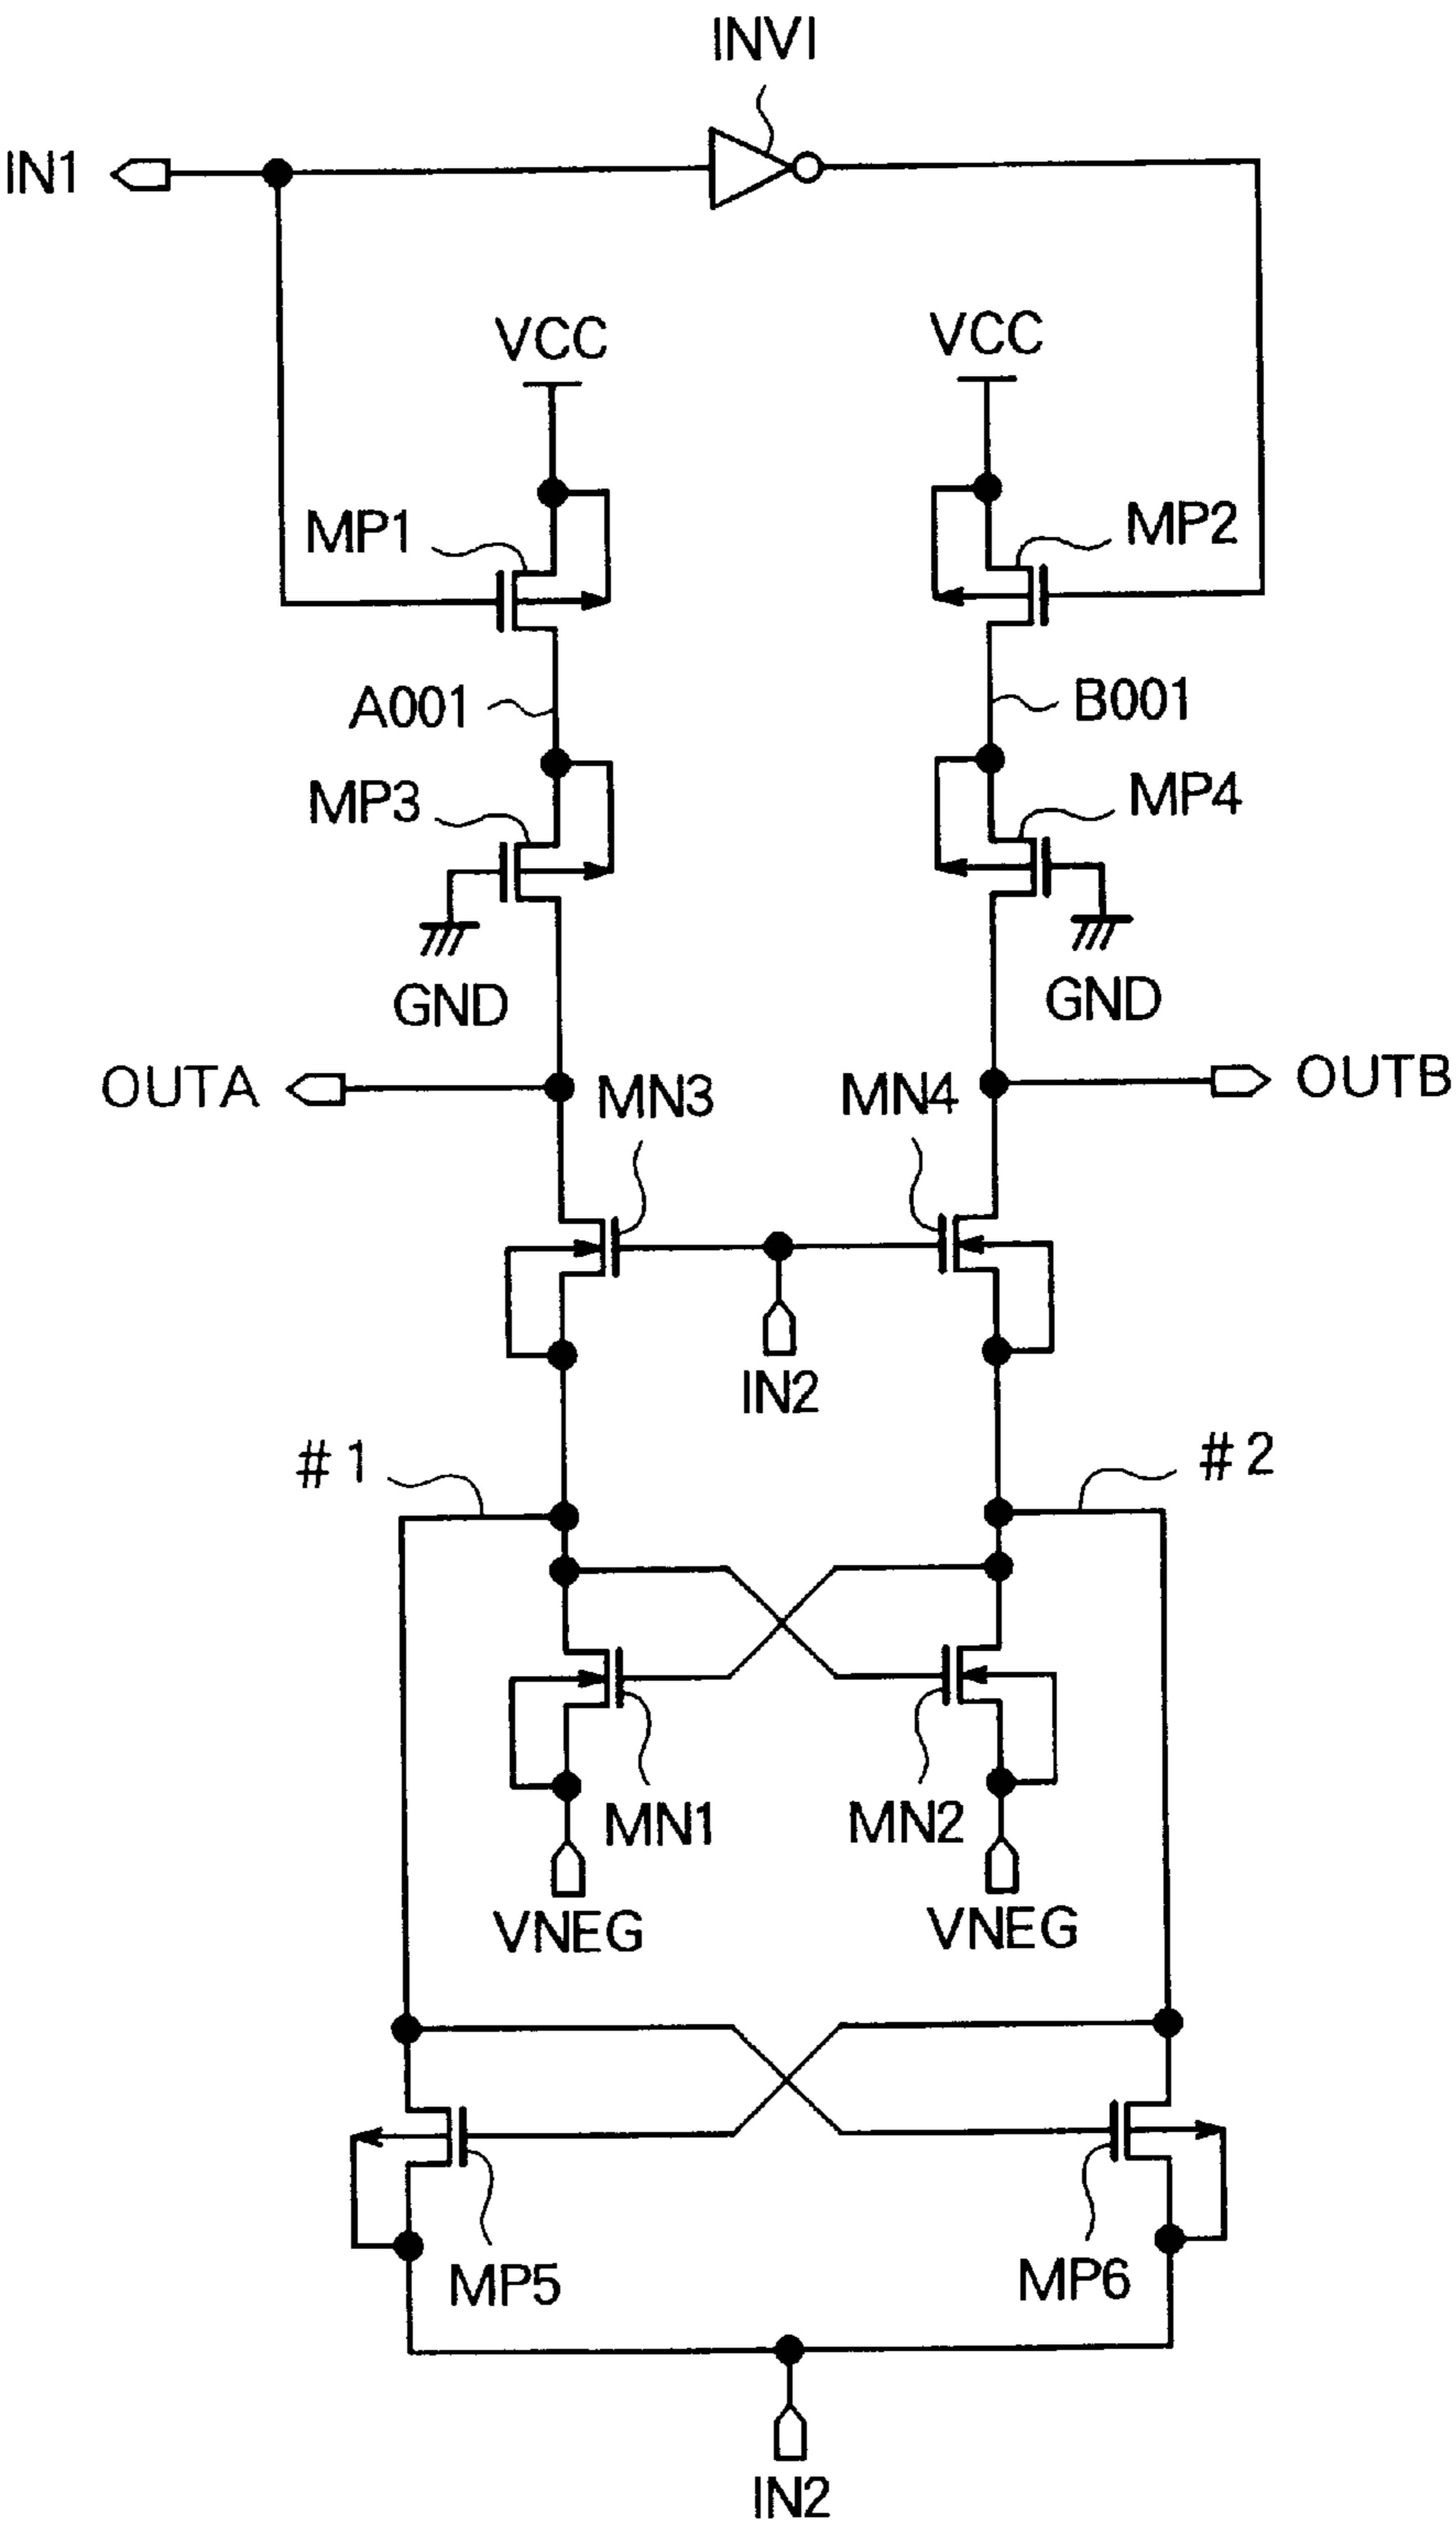 INVI
IN1
VCC
VCC
MP1
MP2
A001
B001
MP3
MP4
GND
GND
OUTA
MN3
MN4
OUTB
IN2
#1
#2
MN1
MN2
VNEG
VNEG
MP5
MP6
IN2